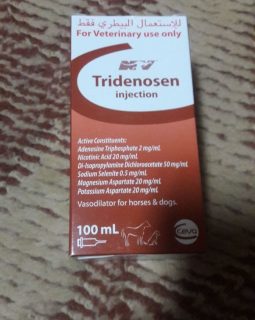 للإستعمال البيطري فقط
For Veterinary use only
NV
Tridenosen
injection
Active Constituents:
Adenosine Triphosphate 2 mg/mL
Nicotinic Acid 20 mg/mL
Di-Isopropylamine Dichloroacetate 50 mg/mL
Sodium Selenite 0.5 mg/mL
Magnesium Aspartate 20 mg/mL
Potassium Aspartate 20 mg/mL
Vasodilator for horses & dogs.
100 mL
Ceva